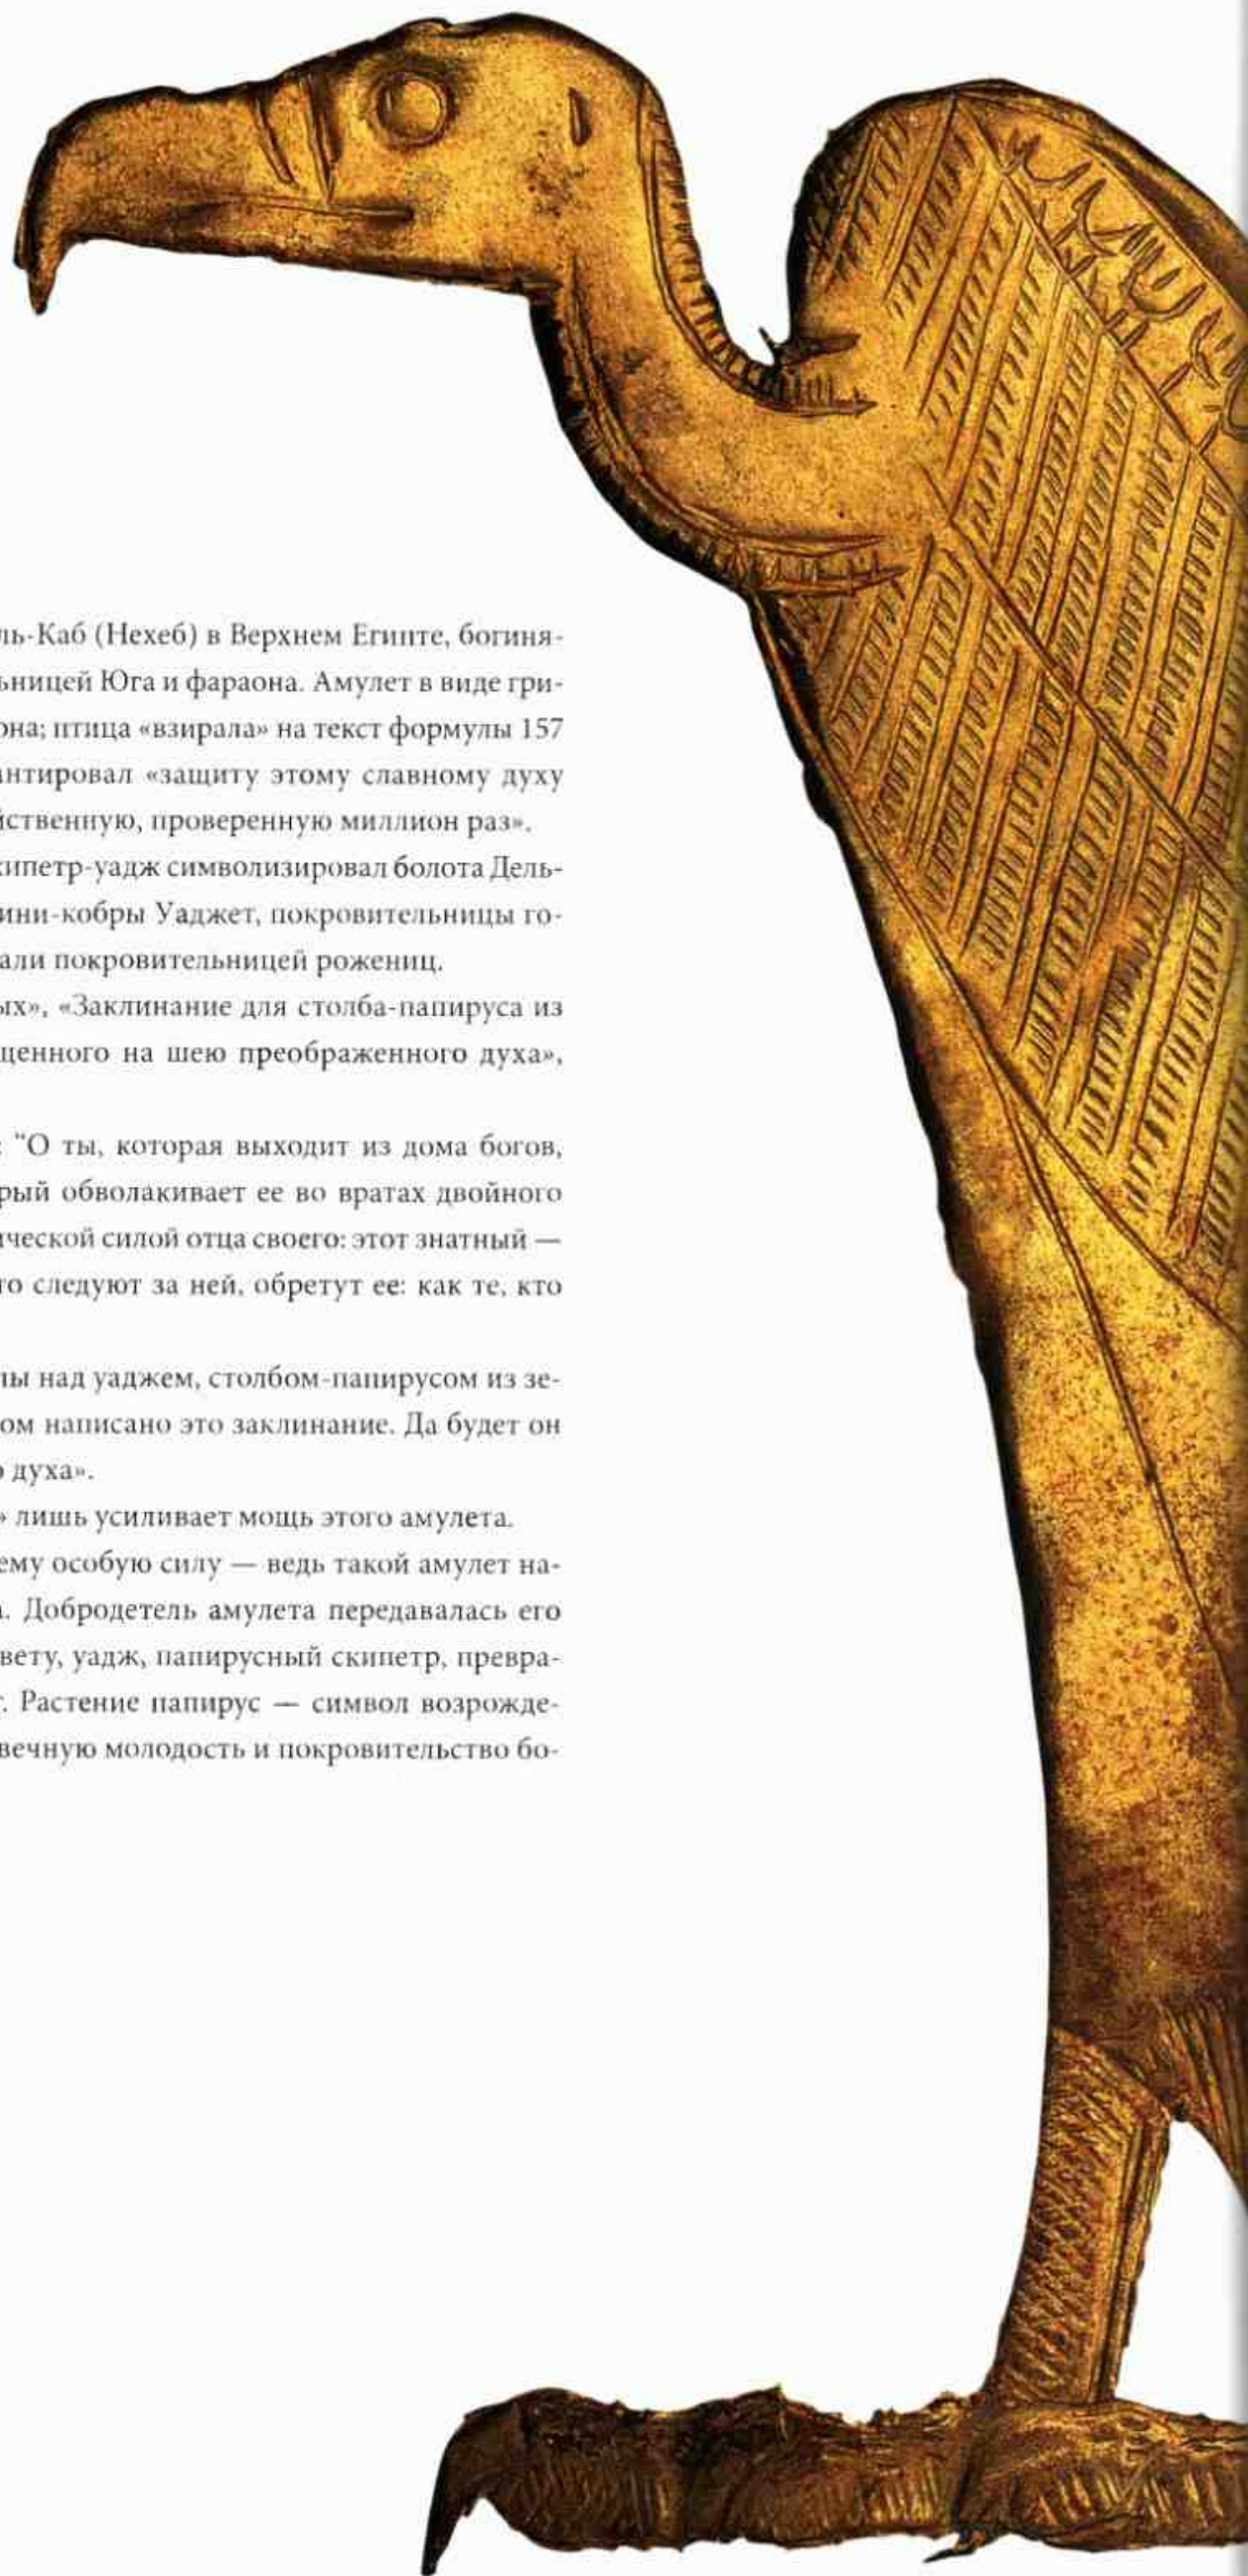 ль-Каб (Нехеб) в Верхнем Египте, богиня-
ьницей Юга и фараона. Амулет в виде гри-
она; птица «взирала» на текст формулы 157
антировал «защиту этому славному духу
йственную, проверенную миллион раз».
кипетр-уадж символизировал болота Дель-
ини-кобры Уаджет, покровительницы го-
али покровительницей рожениц.
ых», «Заклинание для столба-папируса из
щенного на шею преображенного духа»,
: “О ты, которая выходит из дома богов,
рый обволакивает ее во вратах двойного
ической силой отца своего: этот знатный —
то следуют за ней, обретут ее: как те, кто
лы над уаджем, столбом-папирусом из зе-
ом написано это заклинание. Да будет он
о духа».
» лишь усиливает мощь этого амулета.
ему особую силу — ведь такой амулет на-
а. Добродетель амулета передавалась его
вету, уадж, папирусный скипетр, превра-
т. Растение папирус — символ возрожде-
вечную молодость и покровительство бо-